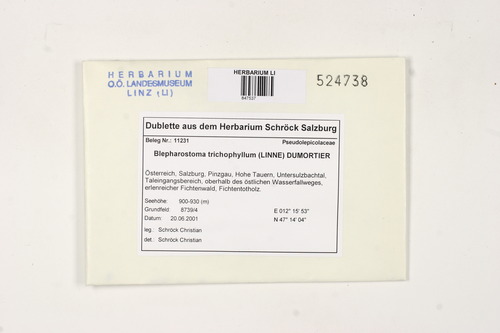 HERBARIUM
O.Ö. LANDESMUSEUM
LINZ (LI)
HERBARIUM LI
847537
524738
Dublette aus dem Herbarium Schröck Salzburg
Beleg Nr.: 11231 Pseudolepicolaceae
Blepharostoma trichophyllum (LINNE) DUMORTIER
Österreich, Salzburg, Pinzgau, Hohe Tauern, Untersulzbachtal,
Taleingangsbereich, oberhalb des östlichen Wasserfallweges,
erlenreicher Fichtenwald, Fichtentotholz.
Seehöhe 900-930 (m)
Grundfeld 8739/4 E 012° 15' 53"
Datum 20.06.2001 N 47° 14' 04"
leg.: Schröck Christian
det.: Schröck Christian